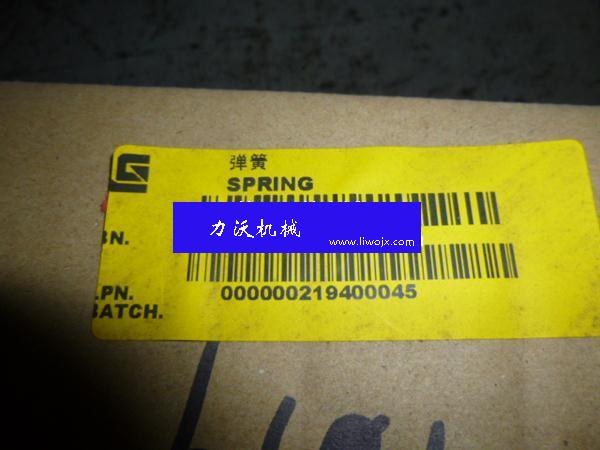 弹簧
SPRING
力沃机械
www.liwojx.com
BN.
000000219400045
.PN.
BATCH.